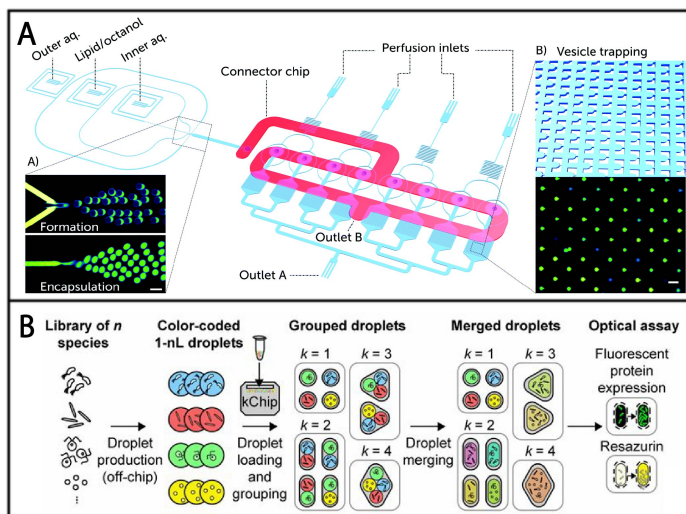 A
Outer aq.
Lipid/octanol
Inner aq.
Connector chip
Perfusion inlets
B) Vesicle trapping
A)
Formation
Encapsulation
Outlet B
Outlet A
B
Library of n
species
Color-coded
1-nL droplets
Grouped droplets
Merged droplets
Optical assay
k = 1
k = 3
k = 1
k = 3
Fluorescent
protein
expression
kChip
k = 2
k = 4
k = 2
k = 4
Droplet
production
(off-chip)
Droplet
loading
and
grouping
Droplet
merging
Resazurin